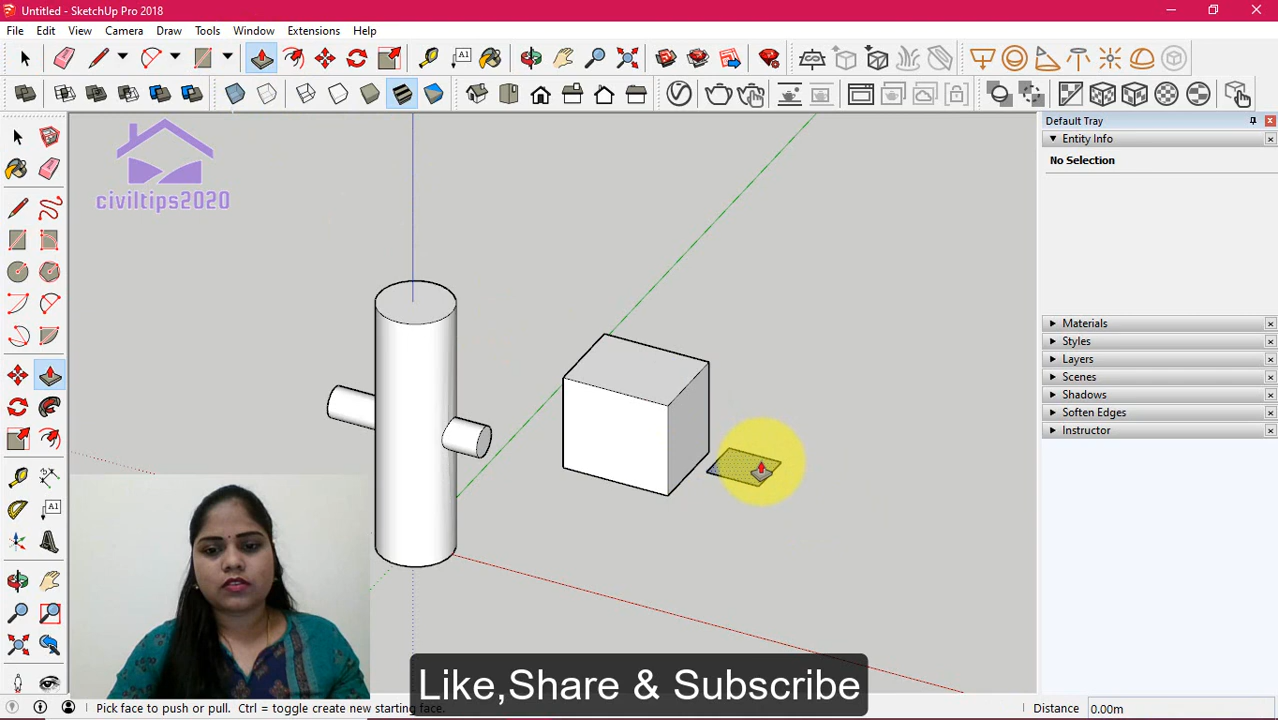 Untitled - SketchUp Pro 2018
File Edit View Camera Draw Tools Window Extensions Help
A1
civiltips2020
Default Tray
Entity Info
No Selection
Materials
Styles
Layers
Scenes
Shadows
Soften Edges
Instructor
A1
Like,Share & Subscribe
Pick face to push or pull. Ctrl = toggle create new starting face.
Distance 0.00m